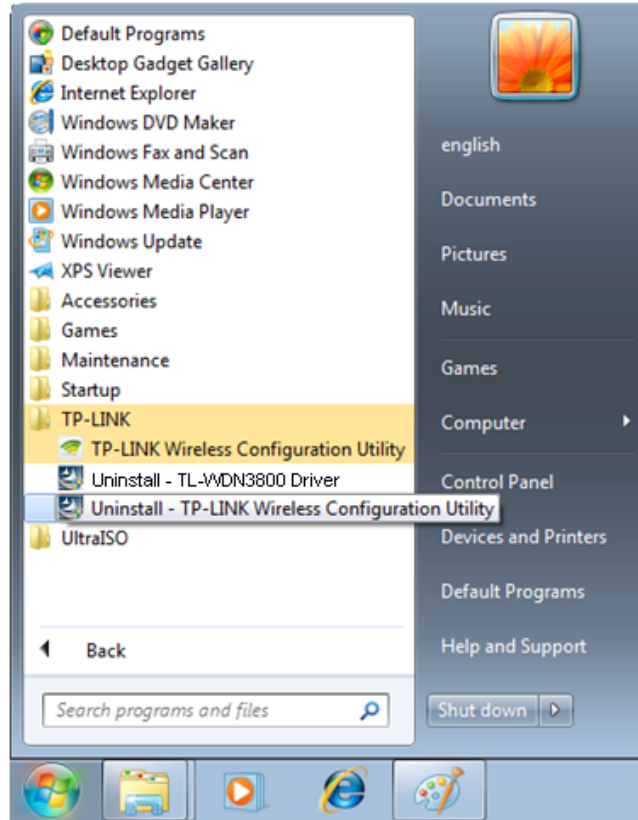 Default Programs
Desktop Gadget Gallery
Internet Explorer
Windows DVD Maker
Windows Fax and Scan
Windows Media Center
Windows Media Player
Windows Update
XPS Viewer
Accessories
Games
Maintenance
Startup
TP-LINK
TP-LINK Wireless Configuration Utility
Uninstall - TL-WDN3800 Driver
Uninstall - TP-LINK Wireless Configuration Utility
UltraISO
Back
Search programs and files
english
Documents
Pictures
Music
Games
Computer
Control Panel
Devices and Printers
Default Programs
Help and Support
Shut down